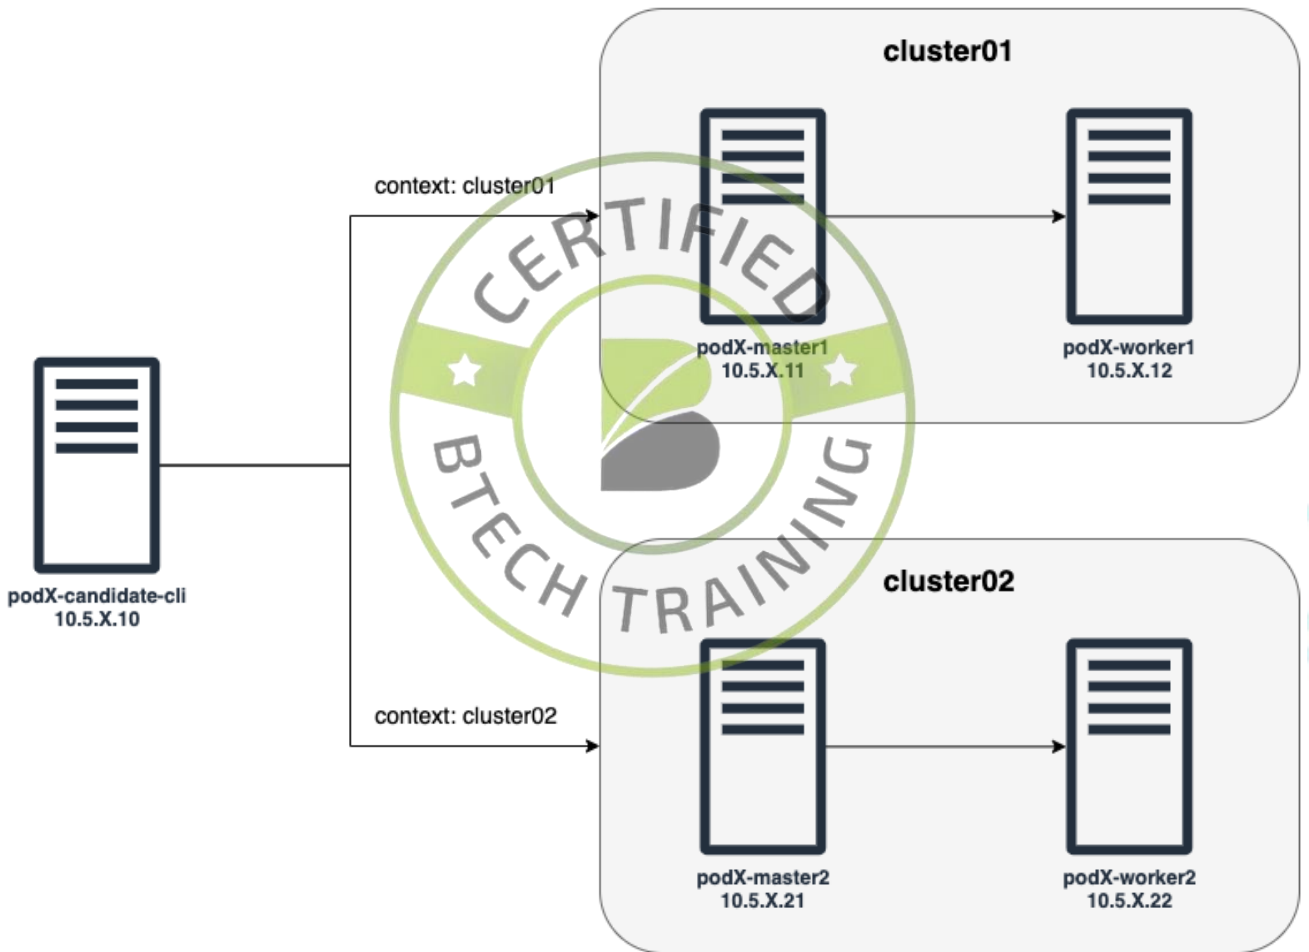 cluster01
context: cluster01
podX-master1
10.5.X.11
podX-worker1
10.5.X.12
CERTIFIED
BTECH TRAINING
podX-candidate-cli
10.5.X.10
cluster02
context: cluster02
podX-master2
10.5.X.21
podX-worker2
10.5.X.22